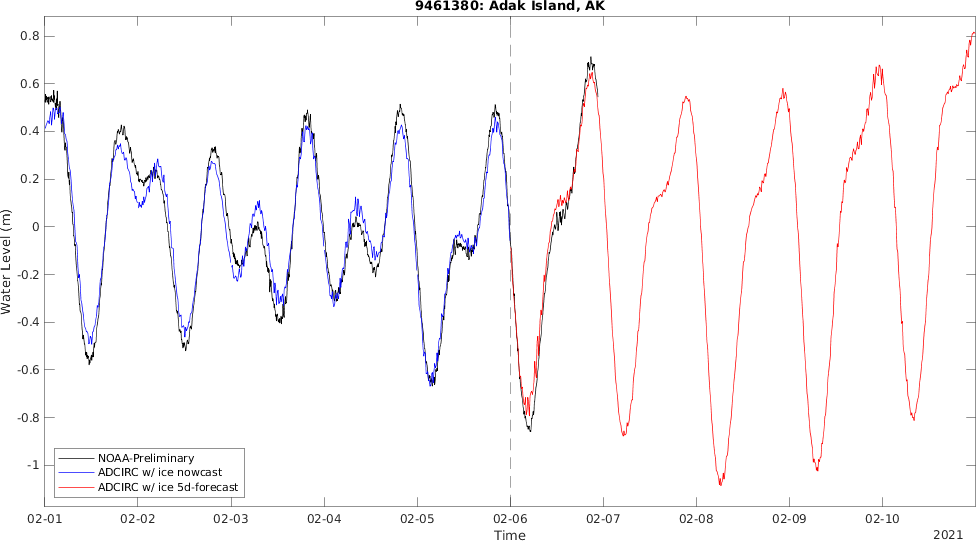 9461380: Adak Island, AK
Water Level (m)
0.8
0.6
0.4
0.2
0
-0.2
-0.4
-0.6
-0.8
-1
NOAA-Preliminary
ADCIRC w/ ice nowcast
ADCIRC w/ ice 5d-forecast
02-01 02-02 02-03 02-04 02-05 02-06 02-07 02-08 02-09 02-10
Time
2021